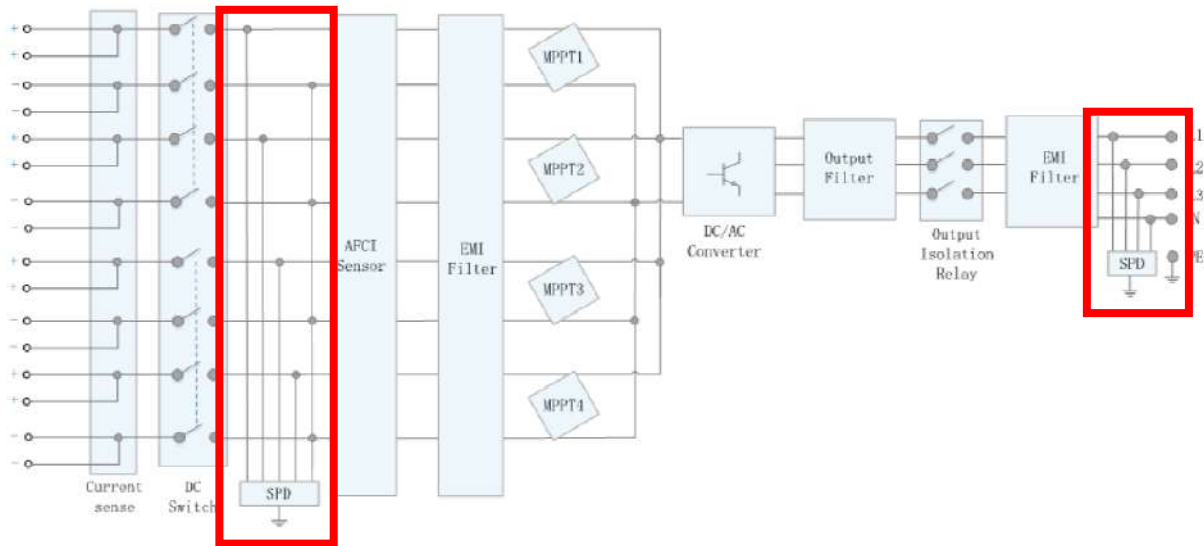 +
+
-
-
+
+
-
-
+
+
-
-
+
+
-
-
Current
sense
DC
Switch
SPD
AFCI
Sensor
EMI
Filter
MPPT1
MPPT2
MPPT3
MPPT4
DC/AC
Converter
Output
Filter
Output
Isolation
Relay
EMI
Filter
SPD
L1
L2
L3
N
PE